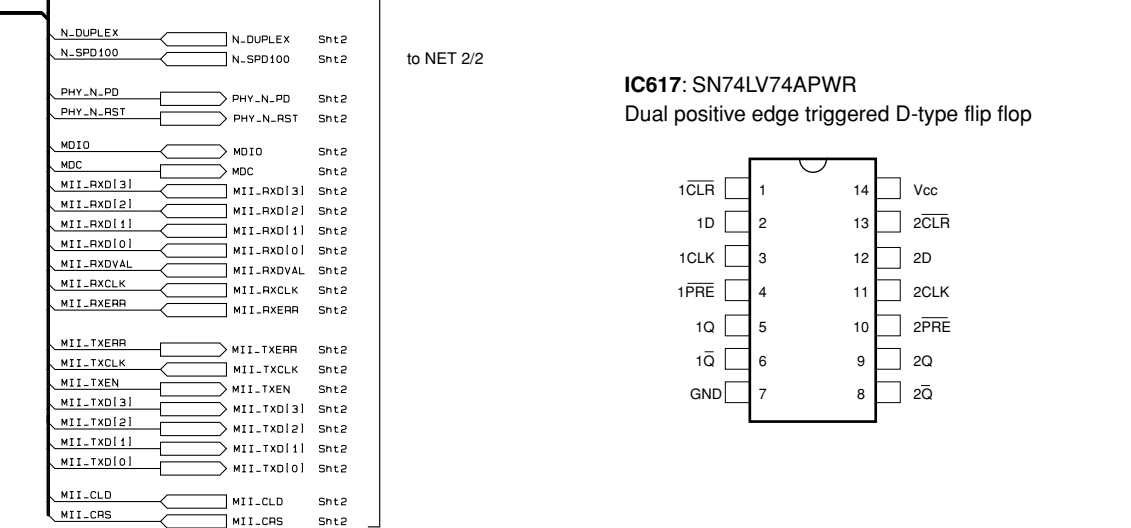 N_DUPLEX N_DUPLEX Sht2
N_SPD100 N_SPD100 Sht2
PHY_N_PD PHY_N_PD Sht2
PHY_N_RST PHY_N_RST Sht2
MDIO MDIO Sht2
MDC MDC Sht2
MII_RXD[3] MII_RXD[3] Sht2
MII_RXD[2] MII_RXD[2] Sht2
MII_RXD[1] MII_RXD[1] Sht2
MII_RXD[0] MII_RXD[0] Sht2
MII_RXDVAL MII_RXDVAL Sht2
MII_RXCLK MII_RXCLK Sht2
MII_RXERR MII_RXERR Sht2
MII_TXERR MII_TXERR Sht2
MII_TXCLK MII_TXCLK Sht2
MII_TXEN MII_TXEN Sht2
MII_TXD[3] MII_TXD[3] Sht2
MII_TXD[2] MII_TXD[2] Sht2
MII_TXD[1] MII_TXD[1] Sht2
MII_TXD[0] MII_TXD[0] Sht2
MII_CLD MII_CLD Sht2
MII_CRS MII_CRS Sht2
to NET 2/2
IC617: SN74LV74APWR
Dual positive edge triggered D-type flip flop
1C̅L̅R̅ 1 14 Vcc
1D 2 13 2C̅L̅R̅
1CLK 3 12 2D
1P̅R̅E̅ 4 11 2CLK
1Q 5 10 2P̅R̅E̅
1Q̅ 6 9 2Q
GND 7 8 2Q̅